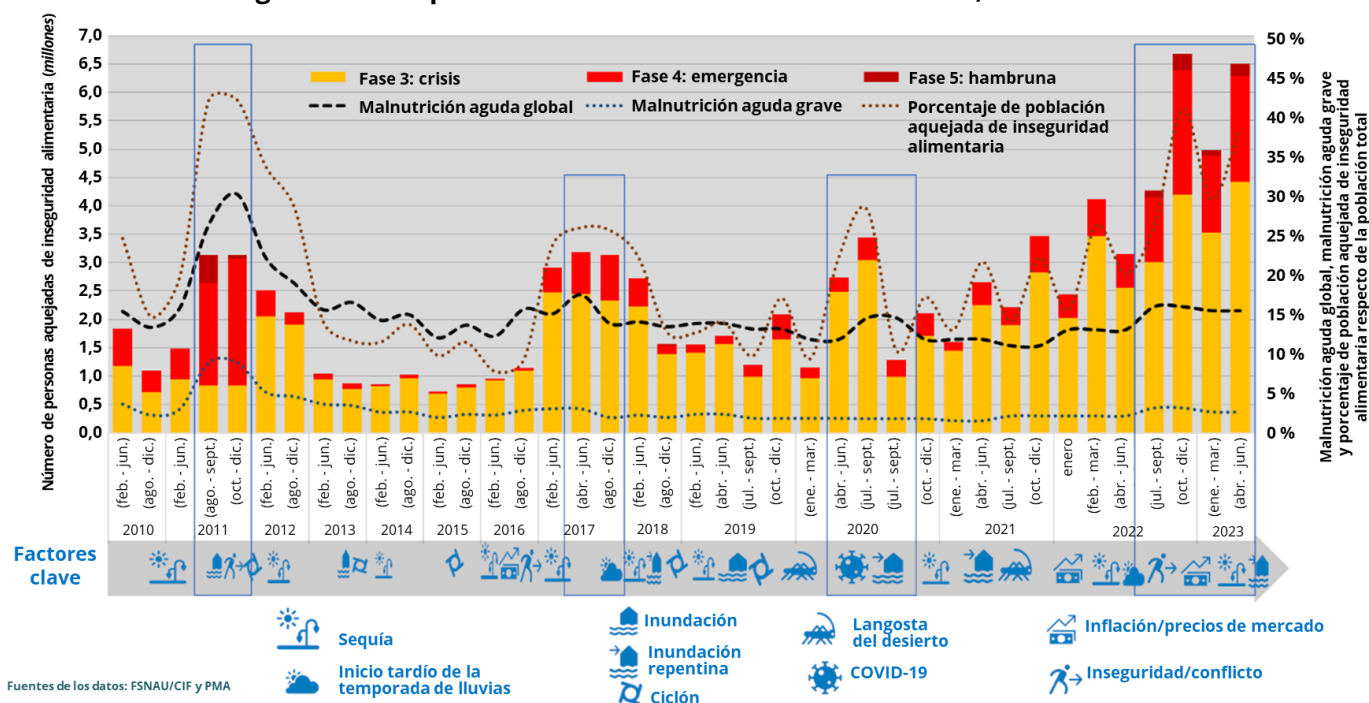 7,0
6,5
6,0
5,5
5,0
4,5
4,0
3,5
3,0
2,5
2,0
1,5
1,0
0,5
0,0
Número de personas aquejadas de inseguridad alimentaria (millones)
Fase 3: crisis
Fase 4: emergencia
Fase 5: hambruna
Malnutrición aguda global
Malnutrición aguda grave
Porcentaje de población
aquejada de inseguridad
alimentaria
50 %
45 %
40 %
35 %
30 %
25 %
20 %
15 %
10 %
5 %
0 %
Malnutrición aguda global, malnutrición aguda grave
y porcentaje de población aquejada de inseguridad
alimentaria respecto de la población total
(feb. - jun.)
(ago. - dic.)
(feb. - jun.)
(ago. - sept.)
(oct. - dic.)
(feb. - jun.)
(ago. - dic.)
(feb. - jun.)
(ago. - dic.)
(feb. - jun.)
(ago. - dic.)
(feb. - jun.)
(ago. - dic.)
(feb. - jun.)
(ago. - dic.)
(feb. - jun.)
(abr. - jun.)
(ago. - dic.)
(feb. - jun.)
(ago. - dic.)
(feb. - jun.)
(abr. - jun.)
(jul. - sept.)
(oct. - dic.)
(ene. - mar.)
(abr. - jun.)
(jul. - sept.)
(jul. - sept.)
(oct. - dic.)
(ene. - mar.)
(abr. - jun.)
(jul. - sept.)
(oct. - dic.)
enero
(feb. - mar.)
(abr. - jun.)
(jul. - sept.)
(oct. - dic.)
(ene. - mar.)
(abr. - jun.)
2010 2011 2012 2013 2014 2015 2016 2017 2018 2019 2020 2021 2022 2023
Factores
clave
Sequía
Inicio tardío de la
temporada de lluvias
Inundación
Inundación
repentina
Ciclón
Langosta
del desierto
COVID-19
Inflación/precios de mercado
Inseguridad/conflicto
Fuentes de los datos: FSNAU/CIF y PMA